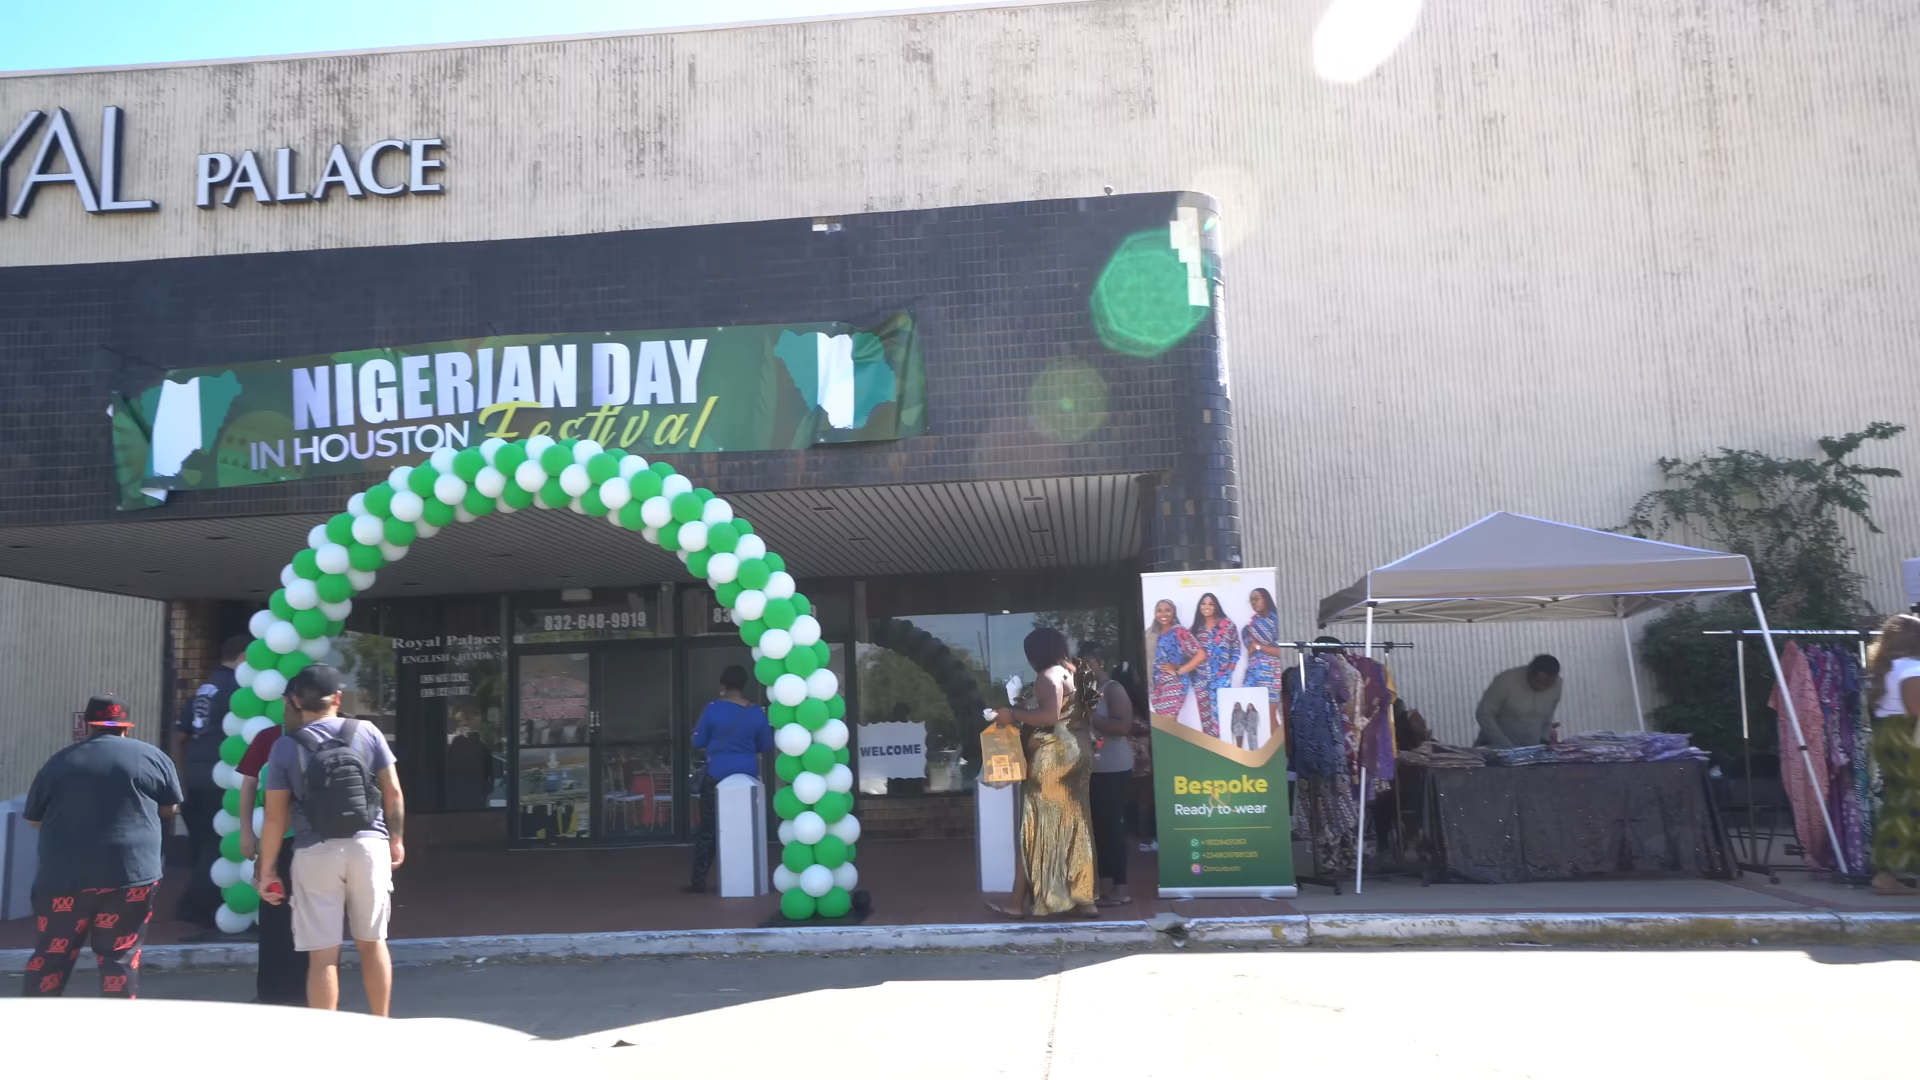 YAL PALACE
NIGERIAN DAY
IN HOUSTON Festival
832-648-9919
Royal Palace
WELCOME
Bespoke
&
Ready to wear